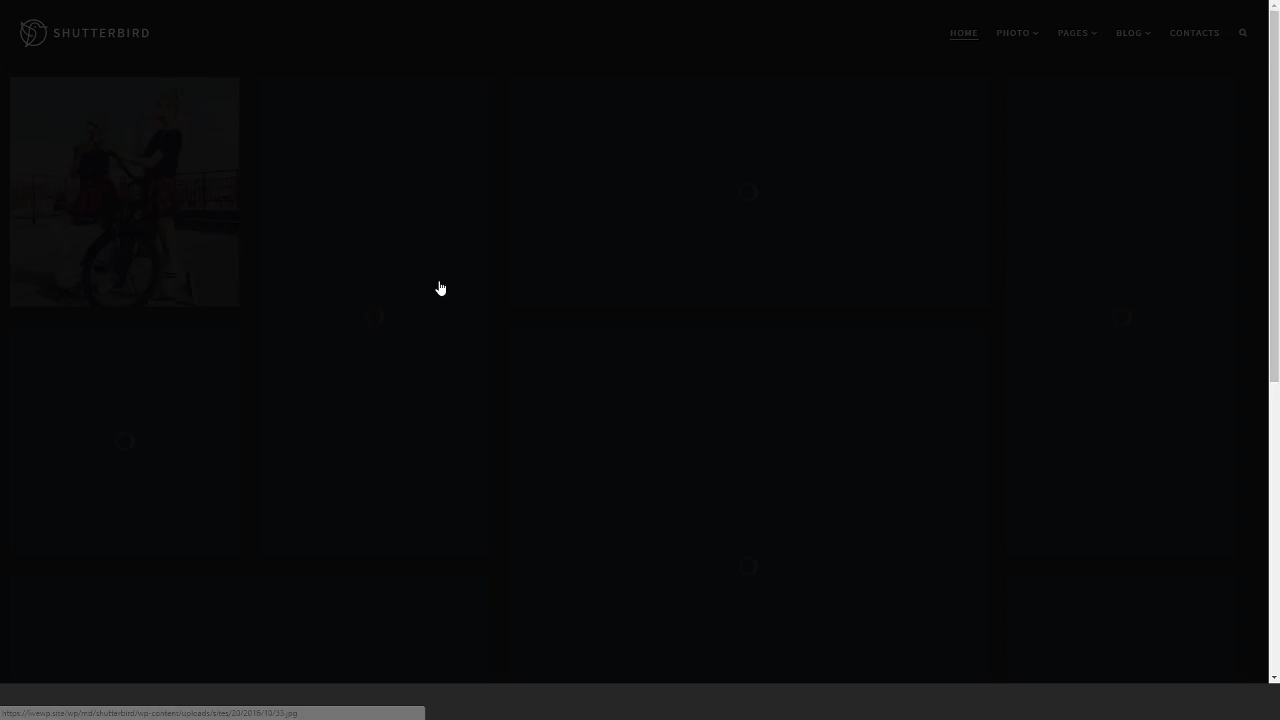 SHUTTERBIRD
HOME PHOTO PAGES BLOG CONTACTS
https://livewp.site/wp/md/shutterbird/wp-content/uploads/sites/20/2016/10/33.jpg